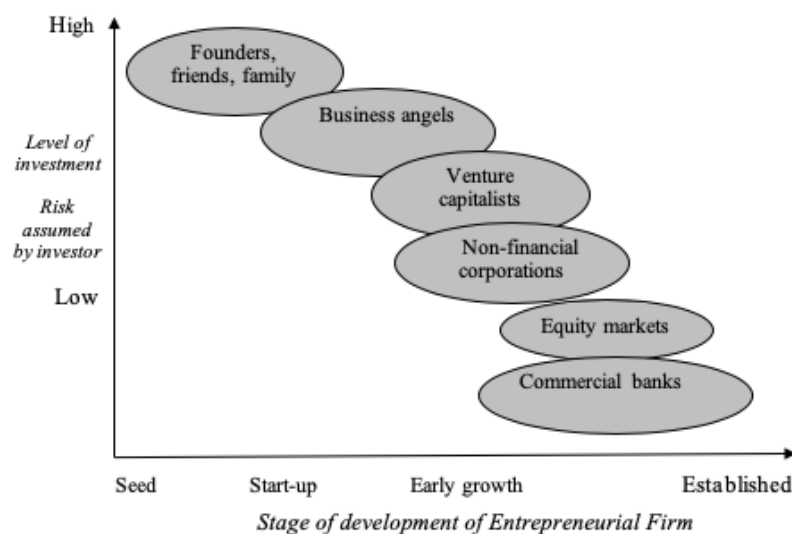 High
Founders,
friends, family
Business angels
Level of
investment
Venture
capitalists
Risk
assumed
by investor
Non-financial
corporations
Low
Equity markets
Commercial banks
Seed Start-up Early growth Established
Stage of development of Entrepreneurial Firm